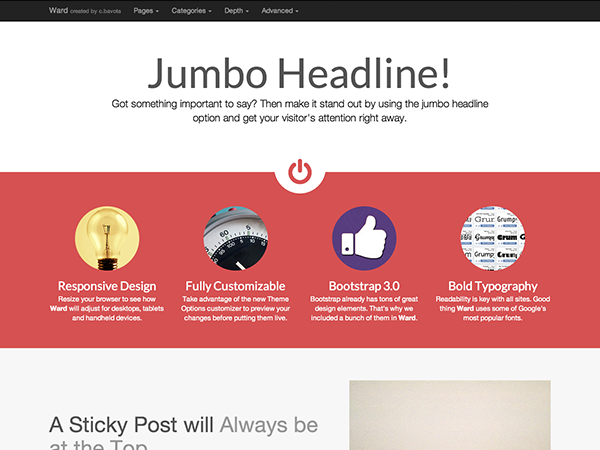 Ward created by c.bavota Pages Categories Depth Advanced
Jumbo Headline!
Got something important to say? Then make it stand out by using the jumbo headline
option and get your visitor's attention right away.
Responsive Design
Resize your browser to see how
Ward will adjust for desktops, tablets
and handheld devices.
Fully Customizable
Take advantage of the new Theme
Options customizer to preview your
changes before putting them live.
Bootstrap 3.0
Bootstrap already has tons of great
design elements. That's why we
included a bunch of them in Ward.
Bold Typography
Readability is key with all sites. Good
thing Ward uses some of Google's
most popular fonts.
A Sticky Post will Always be
at the Top